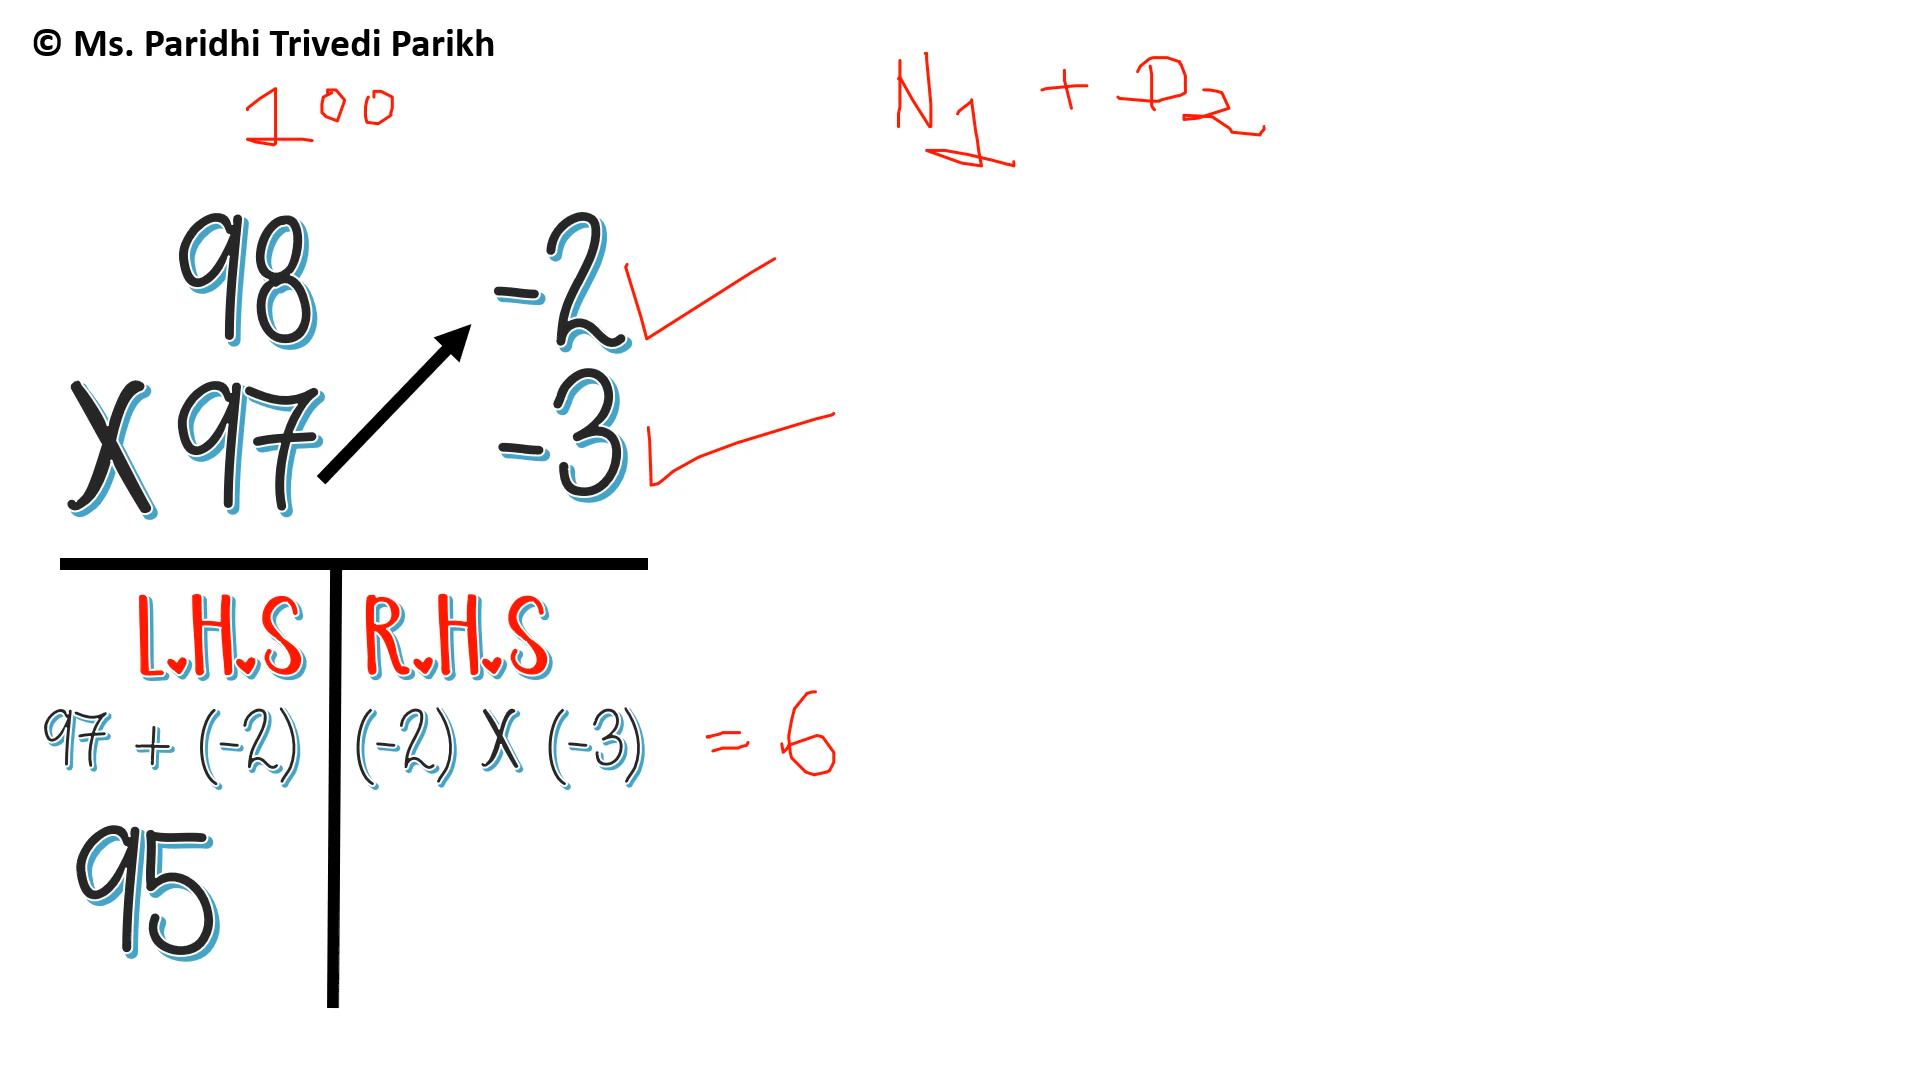 © Ms. Paridhi Trivedi Parikh
100
N1 + D2
98 -2
X 97 -3
L.H.S R.H.S
97 + (-2) (-2) X (-3) = 6
95